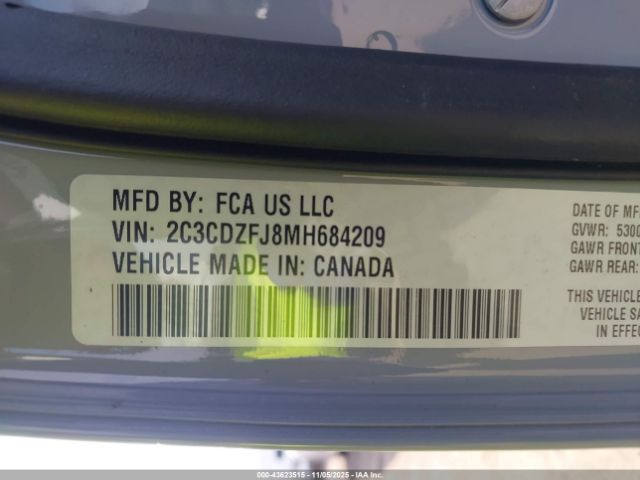 MFD BY: FCA US LLC
VIN: 2C3CDZFJ8MH684209
VEHICLE MADE IN: CANADA
DATE OF MF
GVWR: 5300
GAWR FRONT
GAWR REAR:
THIS VEHICLE
VEHICLE SA
IN EFFE
000-43623515 - 11/05/2025 - IAA Inc.